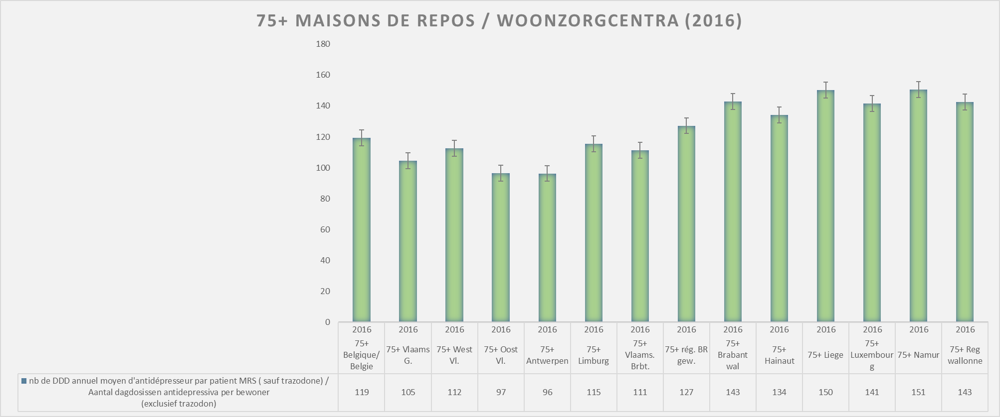 75+ MAISONS DE REPOS / WOONZORGCENTRA (2016)
180
160
140
120
100
80
60
40
20
0
2016 2016 2016 2016 2016 2016 2016 2016 2016 2016 2016 2016 2016 2016
75+
Belgique/
Belgie
75+ Vlaams
G.
75+ West
Vl.
75+ Oost
Vl.
75+
Antwerpen
75+
Limburg
75+
Vlaams.
Brbt.
75+ rég. BR
gew.
75+
Brabant
wal
75+
Hainaut
75+ Liege
75+
Luxembour
g
75+ Namur
75+ Reg
wallonne
nb de DDD annuel moyen d'antidépresseur par patient MRS ( sauf trazodone) /
Aantal dagdosissen antidepressiva per bewoner
(exclusief trazodon)
119 105 112 97 96 115 111 127 143 134 150 141 151 143